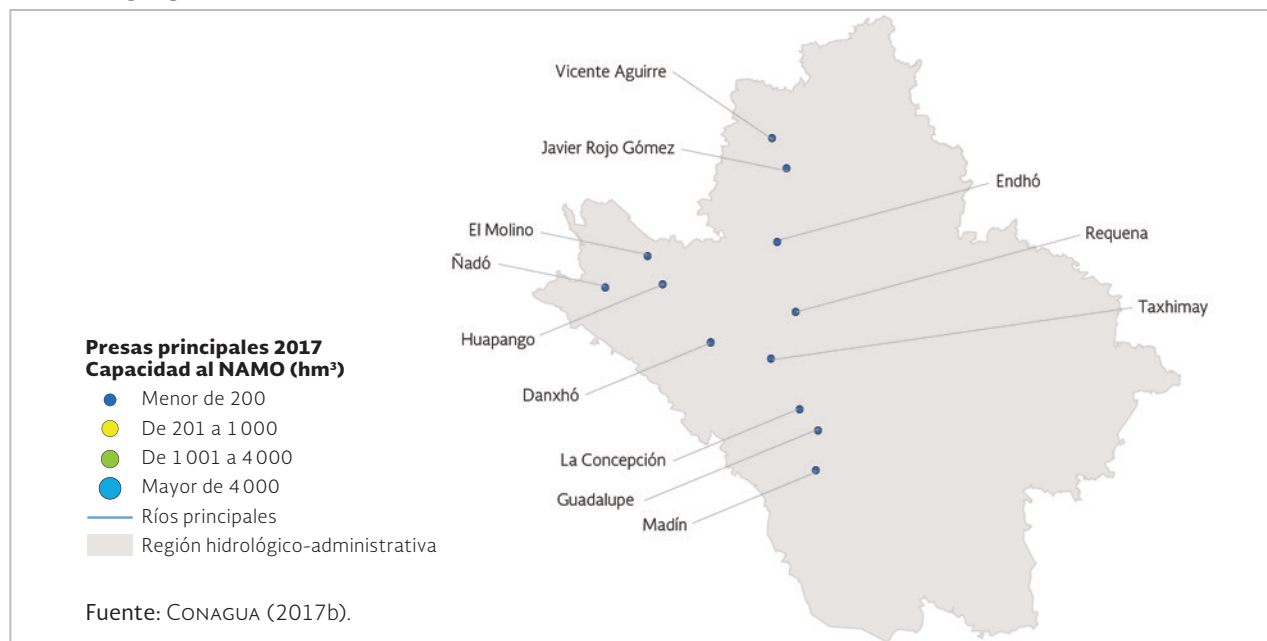 Vicente Aguirre
Javier Rojo Gómez
Endhó
El Molino
Requena
Ñadó
Taxhimay
Huapango
Danxhó
La Concepción
Guadalupe
Madín
Presas principales 2017
Capacidad al NAMO (hm³)
Menor de 200
De 201 a 1 000
De 1 001 a 4 000
Mayor de 4 000
Ríos principales
Región hidrológico-administrativa
Fuente: CONAGUA (2017b).